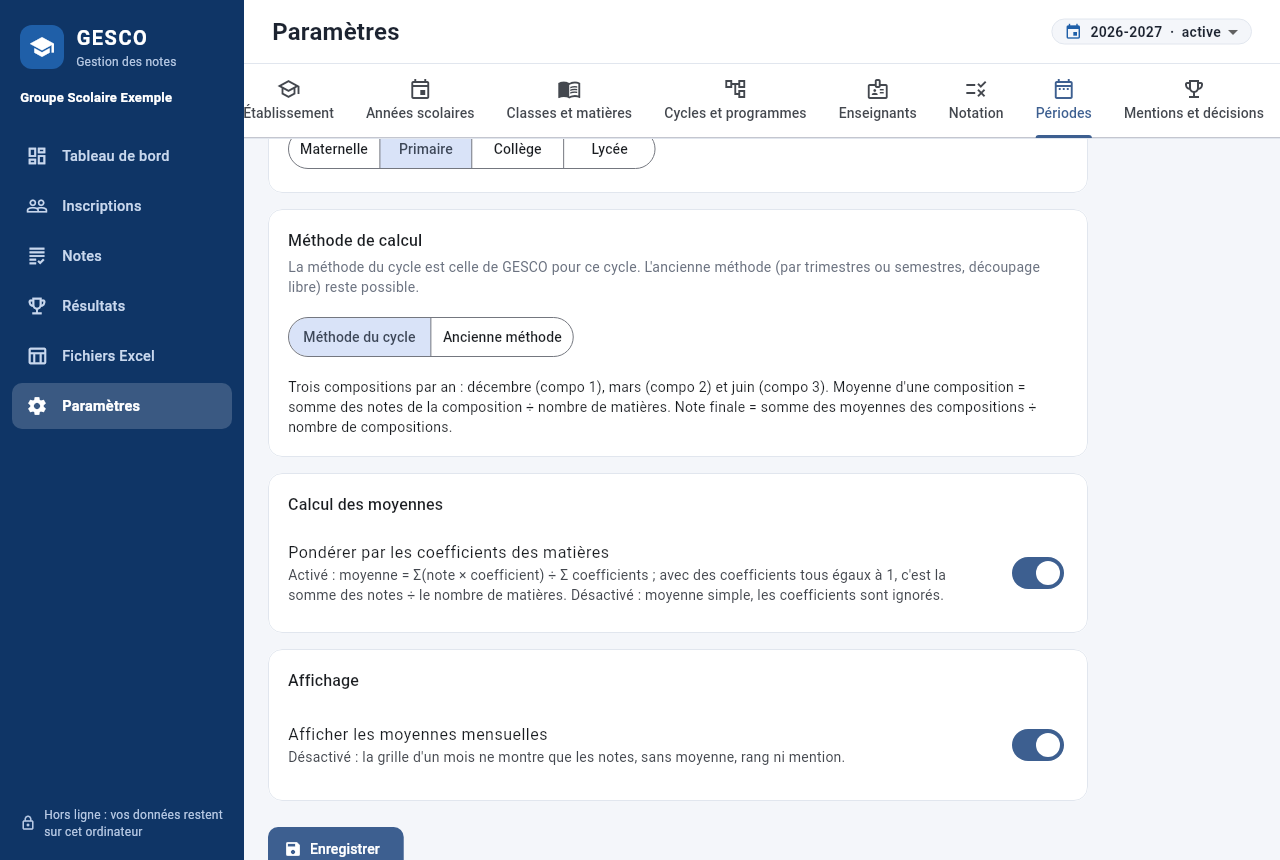 GESCO
Gestion des notes
Groupe Scolaire Exemple
Tableau de bord
Inscriptions
Notes
Résultats
Fichiers Excel
Paramètres
Hors ligne : vos données restent
sur cet ordinateur
Paramètres
2026-2027 · active
Établissement
Années scolaires
Classes et matières
Cycles et programmes
Enseignants
Notation
Périodes
Mentions et décisions
Maternelle
Primaire
Collège
Lycée
Méthode de calcul
La méthode du cycle est celle de GESCO pour ce cycle. L'ancienne méthode (par trimestres ou semestres, découpage
libre) reste possible.
Méthode du cycle
Ancienne méthode
Trois compositions par an : décembre (compo 1), mars (compo 2) et juin (compo 3). Moyenne d'une composition =
somme des notes de la composition ÷ nombre de matières. Note finale = somme des moyennes des compositions ÷
nombre de compositions.
Calcul des moyennes
Pondérer par les coefficients des matières
Activé : moyenne = Σ(note × coefficient) ÷ Σ coefficients ; avec des coefficients tous égaux à 1, c'est la
somme des notes ÷ le nombre de matières. Désactivé : moyenne simple, les coefficients sont ignorés.
Affichage
Afficher les moyennes mensuelles
Désactivé : la grille d'un mois ne montre que les notes, sans moyenne, rang ni mention.
Enregistrer